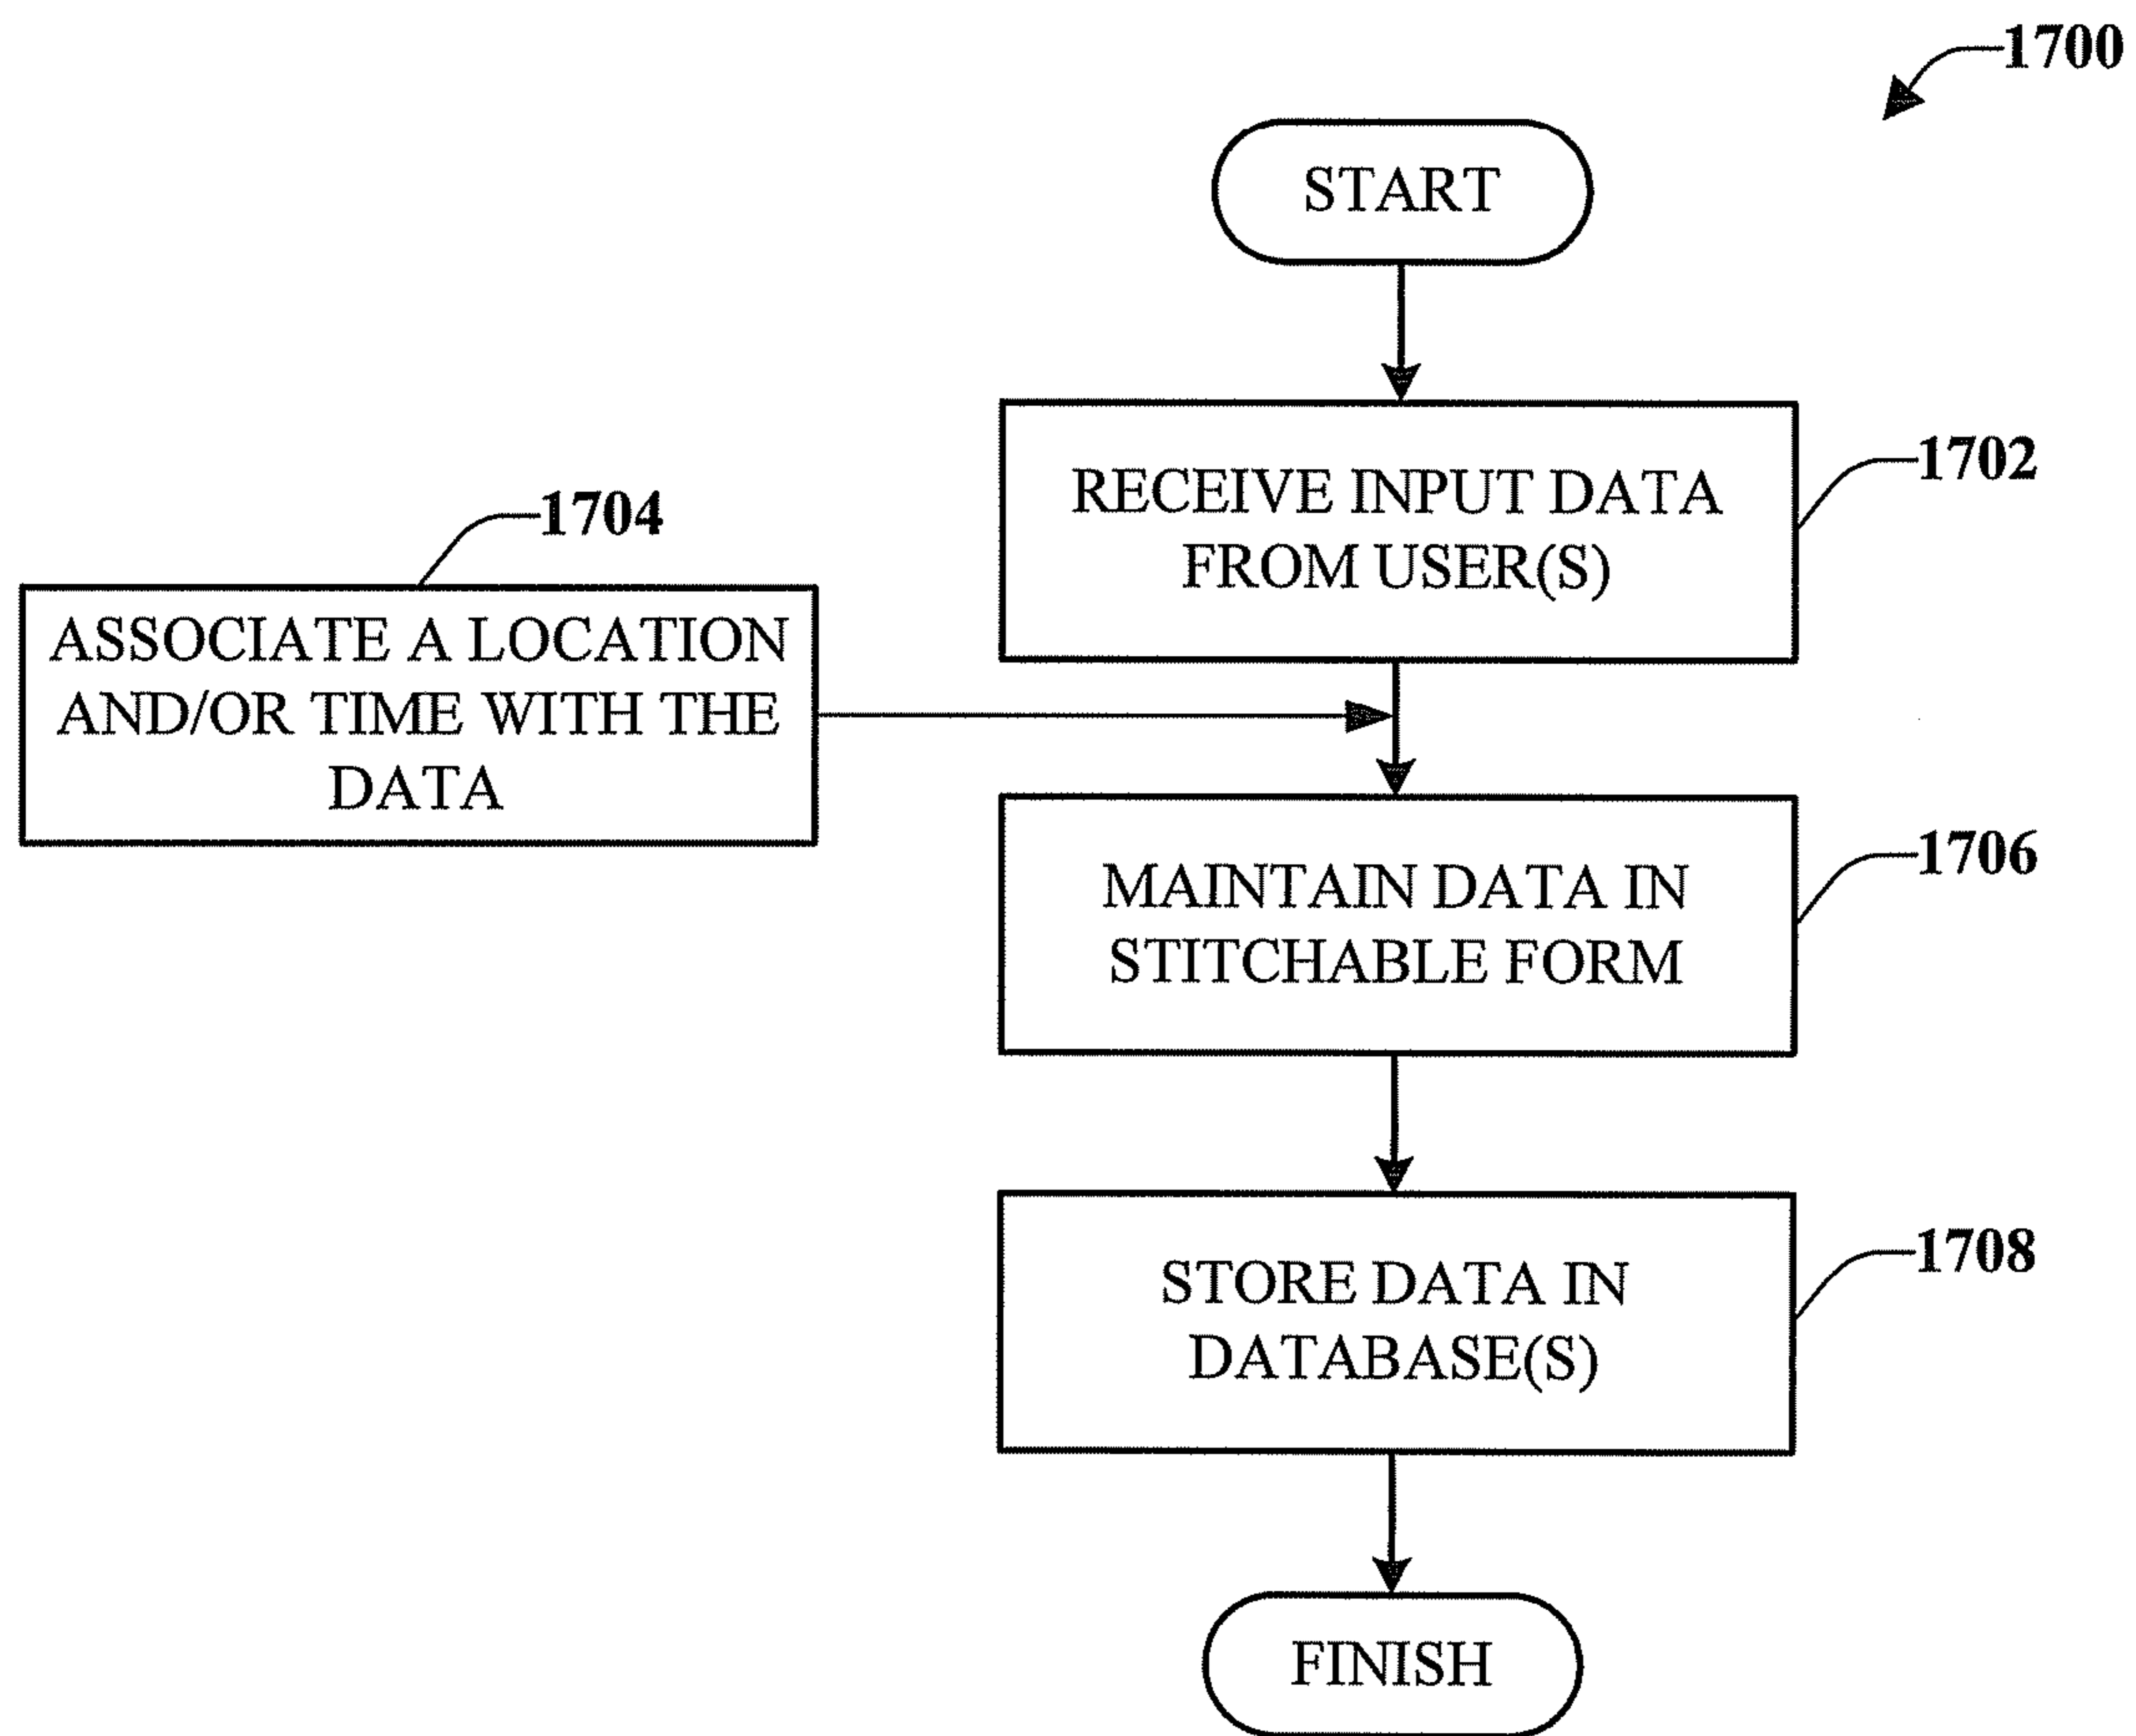 1700
START
RECEIVE INPUT DATA
FROM USER(S)
1702
1704
ASSOCIATE A LOCATION
AND/OR TIME WITH THE
DATA
MAINTAIN DATA IN
STITCHABLE FORM
1706
STORE DATA IN
DATABASE(S)
1708
FINISH